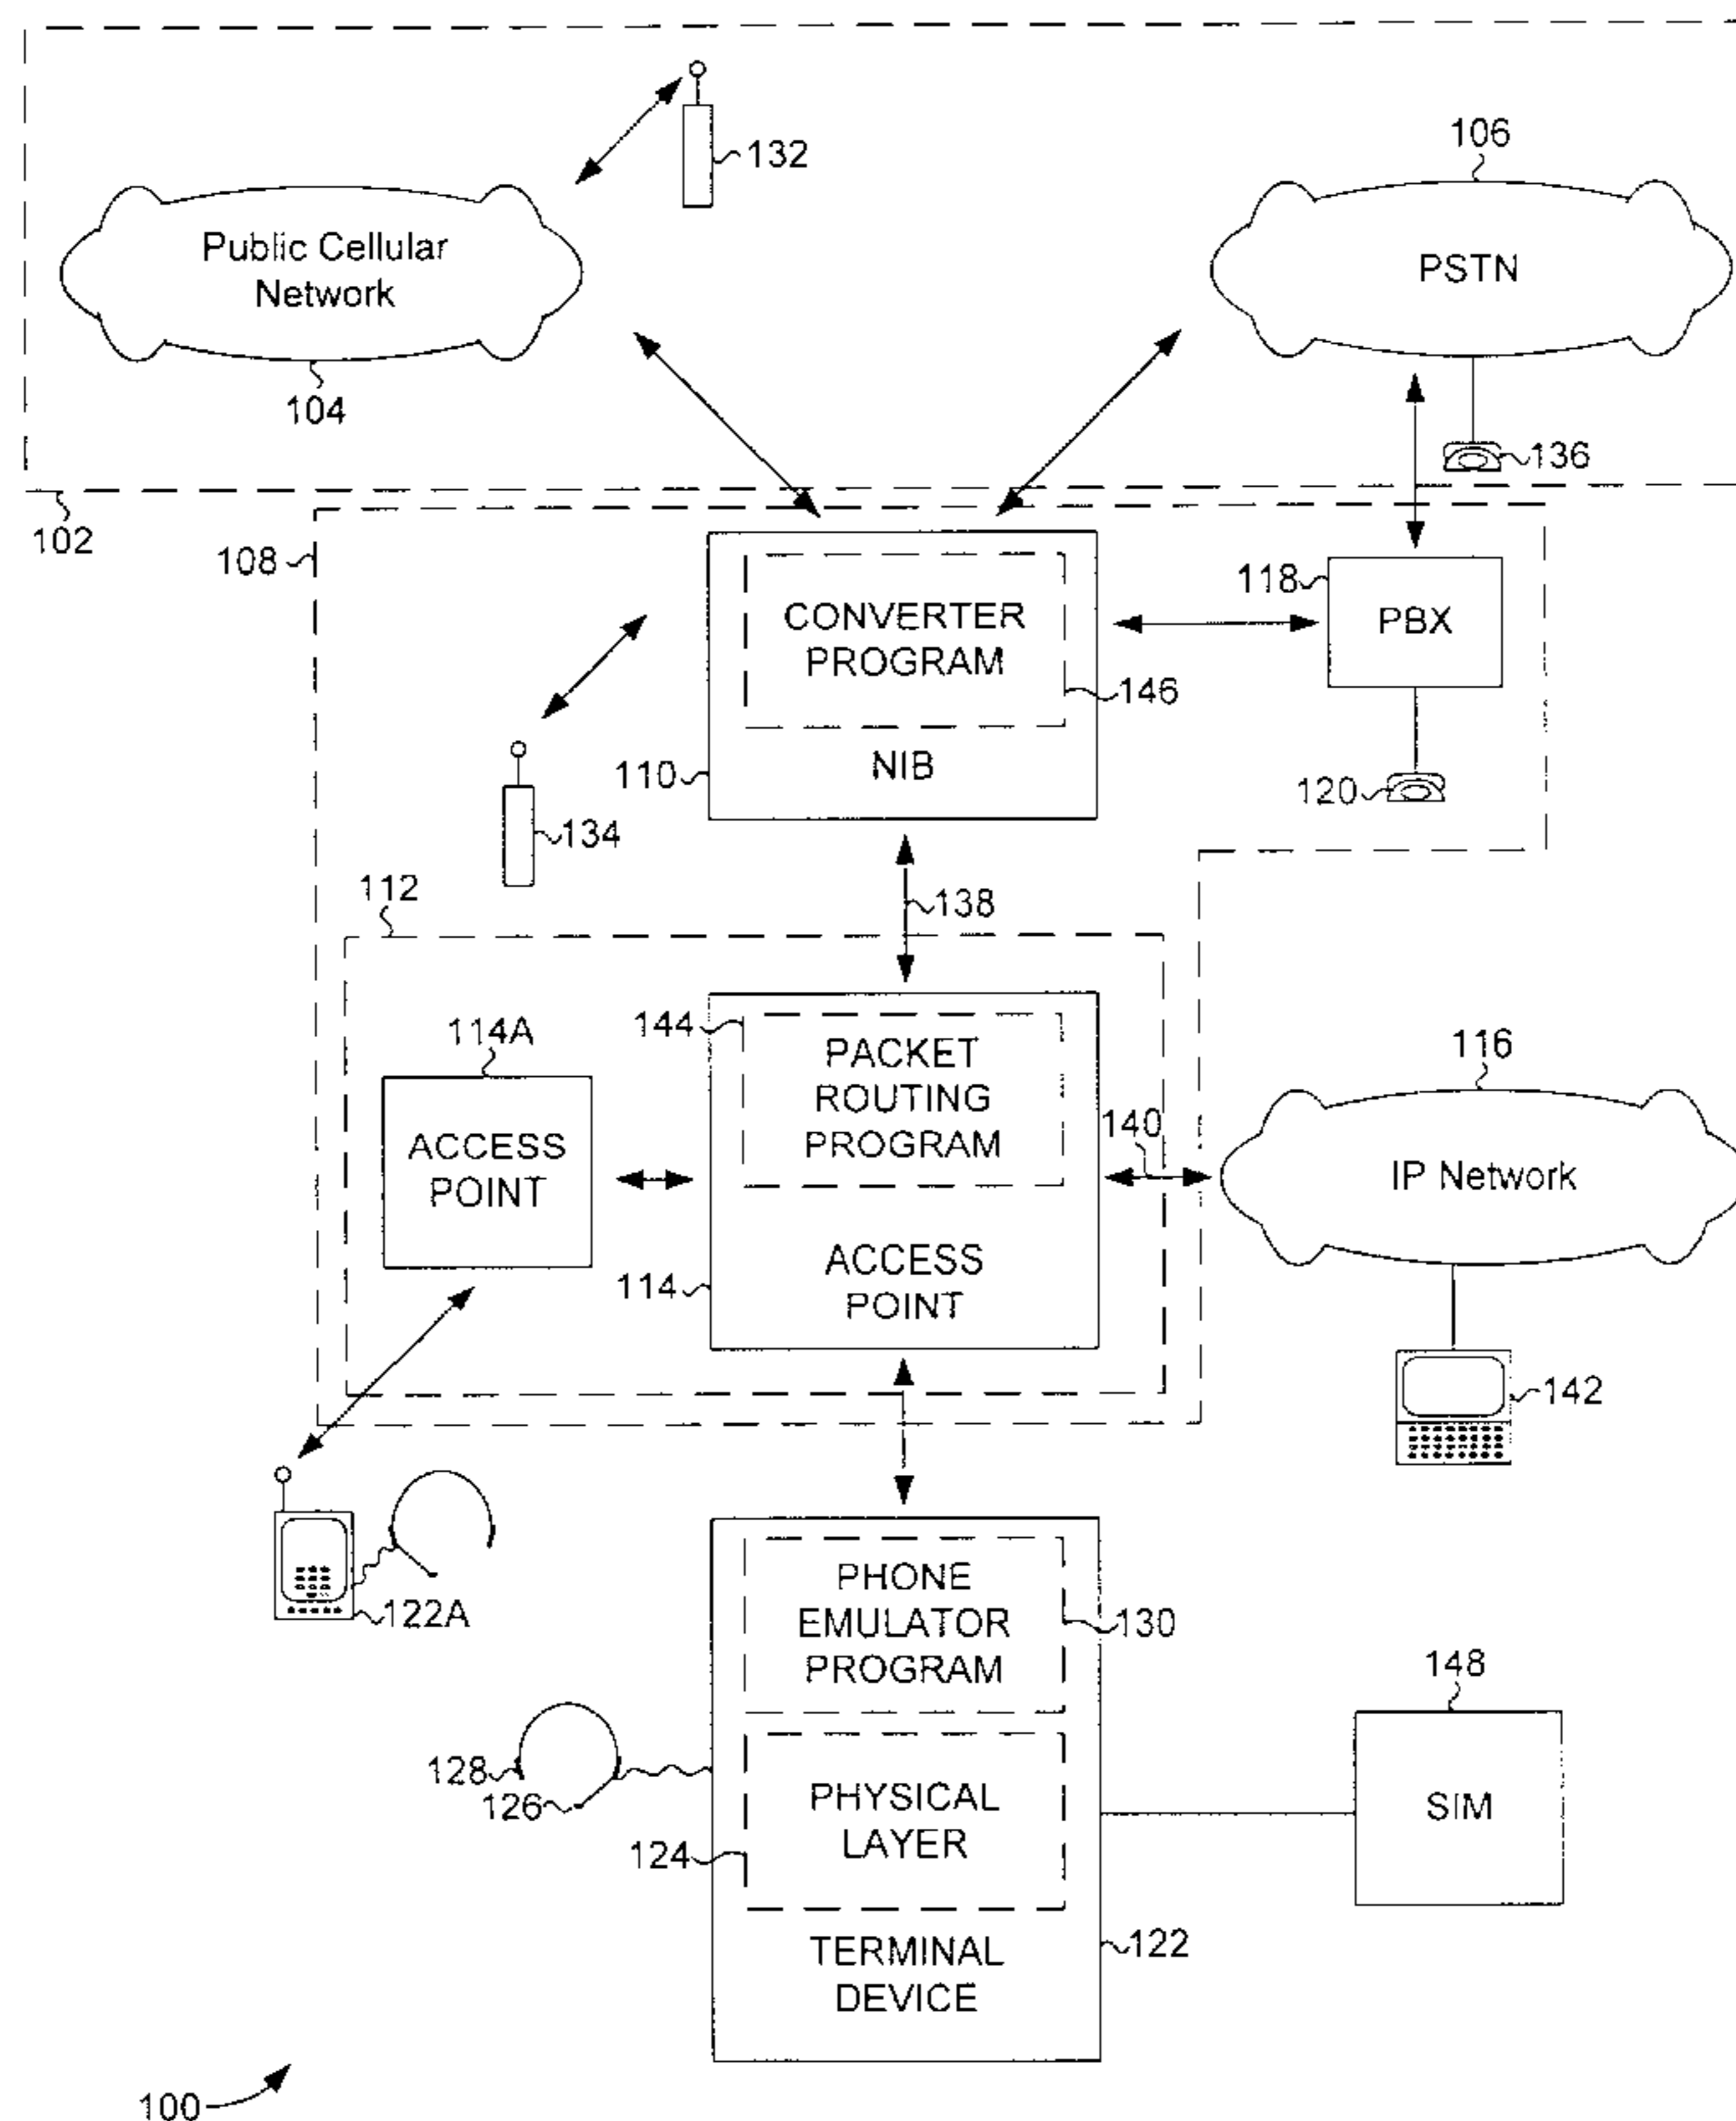 132
106
Public Cellular
Network
PSTN
104
136
102
108
118
CONVERTER
PROGRAM
PBX
146
110
NIB
120
134
112
138
144
114A
PACKET
ROUTING
PROGRAM
116
140
ACCESS
POINT
IP Network
114
ACCESS
POINT
142
122A
PHONE
EMULATOR
PROGRAM
130
148
128
126
PHYSICAL
LAYER
SIM
124
122
TERMINAL
DEVICE
100